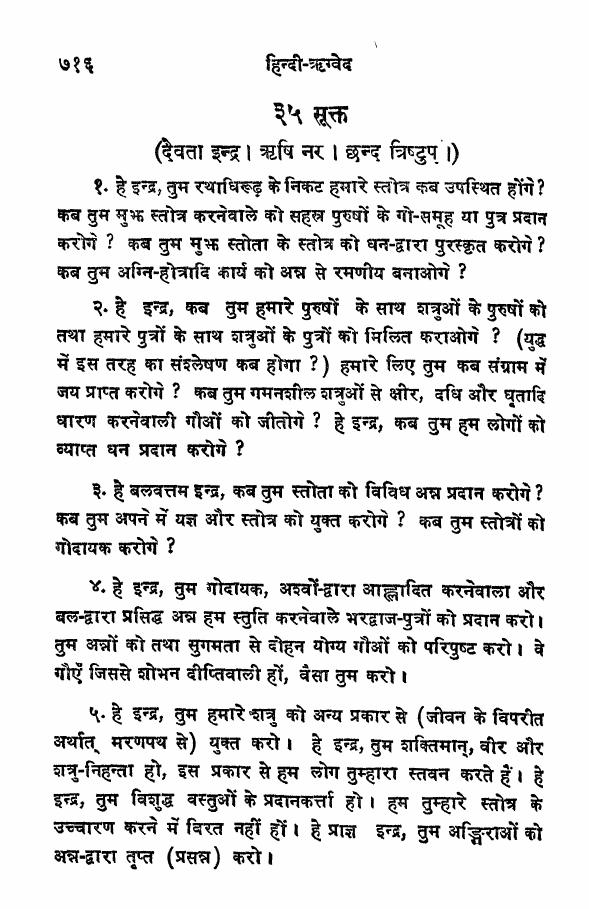 ७१६ हिन्दी-ऋग्वेद
३५ सूक्त
(दैवता इन्द्र। ऋषि नर। छन्द त्रिष्टुप्।)
१. हे इन्द्र, तुम रथाधिरूढ़ के निकट हमारे स्तोत्र कब उपस्थित होंगे?
कब तुम मुझ स्तोत्र करनेवाले को सहस्र पुरुषों के गो-समूह या पुत्र प्रदान
करोगे ? कब तुम मुझ स्तोता के स्तोत्र को धन-द्वारा पुरस्कृत करोगे ?
कब तुम अग्नि-होत्रादि कार्य को अन्न से रमणीय बनाओगे ?
२. हे इन्द्र, कब तुम हमारे पुरुषों के साथ शत्रुओं के पुरुषों को
तथा हमारे पुत्रों के साथ शत्रुओं के पुत्रों को मिलित कराओगे ? (युद्ध
में इस तरह का संश्लेषण कब होगा ?) हमारे लिए तुम कब संग्राम में
जय प्राप्त करोगे ? कब तुम गमनशील शत्रुओं से क्षीर, दधि और घृतादि
धारण करनेवाली गौओं को जीतोगे ? हे इन्द्र, कब तुम हम लोगों को
व्याप्त धन प्रदान करोगे ?
३. हे बलवत्तम इन्द्र, कब तुम स्तोता को विविध अन्न प्रदान करोगे ?
कब तुम अपने में यज्ञ और स्तोत्र को युक्त करोगे ? कब तुम स्तोत्रों को
गोदायक करोगे ?
४. हे इन्द्र, तुम गोदायक, अश्वों-द्वारा आह्लादित करनेवाला और
बल-द्वारा प्रसिद्ध अन्न हम स्तुति करनेवाले भरद्वाज-पुत्रों को प्रदान करो।
तुम अन्नों को तथा सुगमता से दोहन योग्य गौओं को परिपुष्ट करो। वे
गौएँ जिससे शोभन दीप्तिवाली हों, वैसा तुम करो।
५. हे इन्द्र, तुम हमारे शत्रु को अन्य प्रकार से (जीवन के विपरीत
अर्थात् मरणपथ से) युक्त करो। हे इन्द्र, तुम शक्तिमान्, वीर और
शत्रु-निहन्ता हो, इस प्रकार से हम लोग तुम्हारा स्तवन करते हैं। हे
इन्द्र, तुम विशुद्ध वस्तुओं के प्रदानकर्त्ता हो। हम तुम्हारे स्तोत्र के
उच्चारण करने में विरत नहीं हों। हे प्राज्ञ इन्द्र, तुम अङ्गिराओं को
अन्न-द्वारा तृप्त (प्रसन्न) करो।